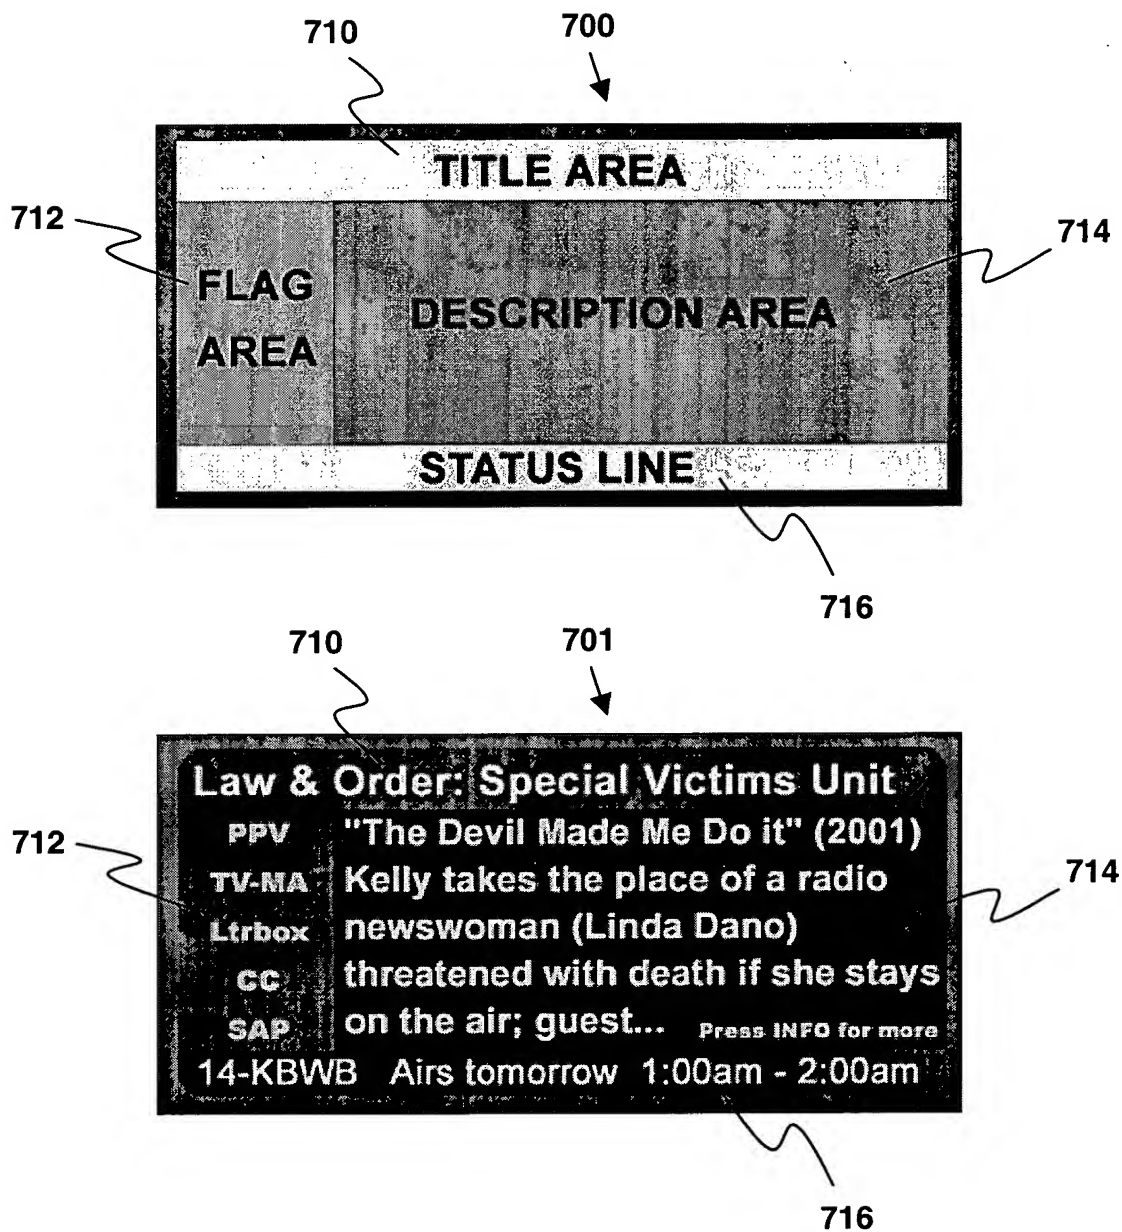 710
700
TITLE AREA
712
714
FLAG
AREA
DESCRIPTION AREA
STATUS LINE
716
710
701
Law & Order: Special Victims Unit
712
PPV
"The Devil Made Me Do it" (2001)
714
TV-MA
Kelly takes the place of a radio
Ltrbox
newswoman (Linda Dano)
CC
threatened with death if she stays
SAP
on the air; guest... Press INFO for more
14-KBWB Airs tomorrow 1:00am - 2:00am
716